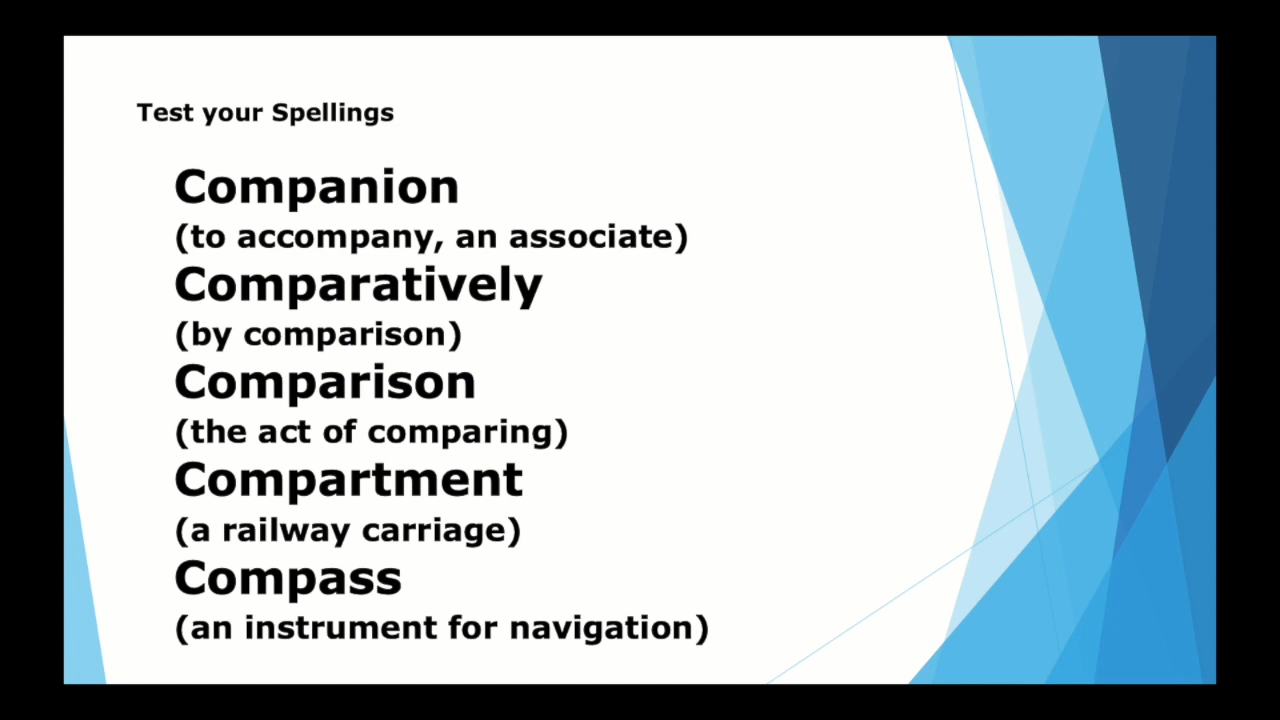 Test your Spellings
Companion
(to accompany, an associate)
Comparatively
(by comparison)
Comparison
(the act of comparing)
Compartment
(a railway carriage)
Compass
(an instrument for navigation)